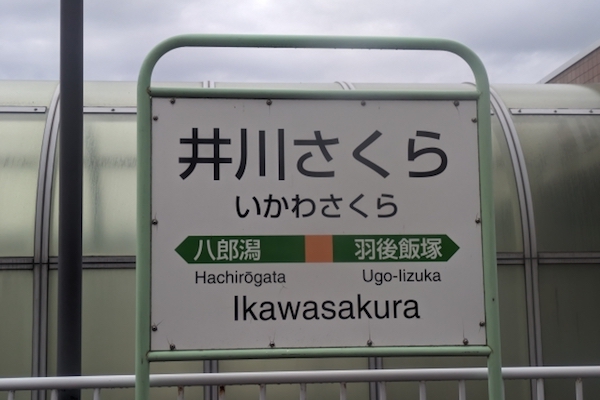 井川さくら
いかわさくら
八郎潟 羽後飯塚
Hachirōgata Ugo-Iizuka
Ikawasakura